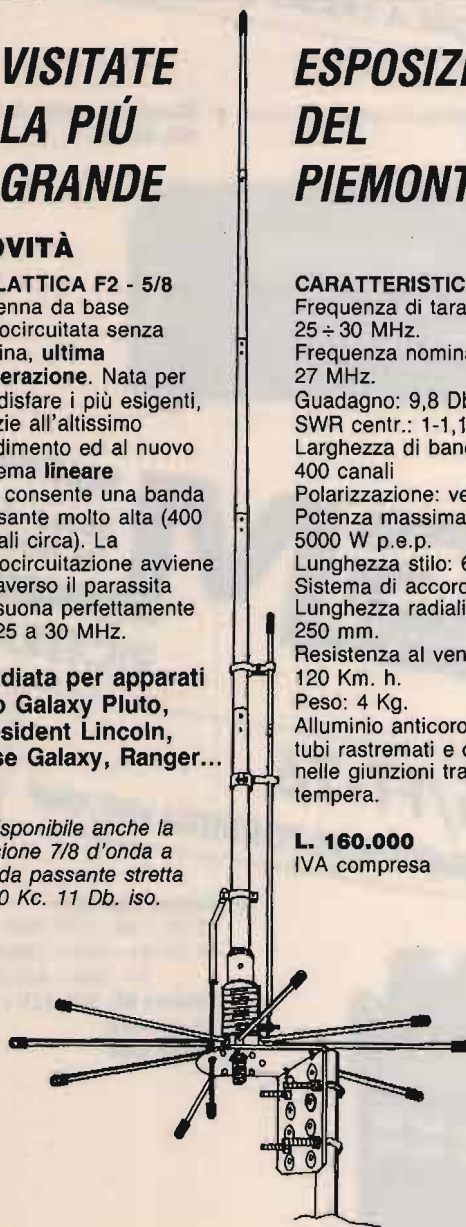 VISITATE
LA PIÚ
GRANDE
OVITÀ
LATTICA F2 - 5/8
enna da base
ocircuitata senza
ina, ultima
erazione. Nata per
disfare i più esigenti,
zie all'altissimo
dimento ed al nuovo
ema lineare
consente una banda
sante molto alta (400
ali circa). La
ocircuitazione avviene
averso il parassita
suona perfettamente
25 a 30 MHz.
diata per apparati
o Galaxy Pluto,
sident Lincoln,
se Galaxy, Ranger...
isponibile anche la
sione 7/8 d'onda a
da passante stretta
0 Kc. 11 Db. iso.
ESPOSIZI
DEL
PIEMONT
CARATTERISTIC
Frequenza di tara
25÷30 MHz.
Frequenza nomina
27 MHz.
Guadagno: 9,8 Db
SWR centr.: 1-1,1
Larghezza di ban
400 canali
Polarizzazione: ve
Potenza massima
5000 W p.e.p.
Lunghezza stilo: 6
Sistema di accord
Lunghezza radiali
250 mm.
Resistenza al ven
120 Km. h.
Peso: 4 Kg.
Alluminio anticoro
tubi rastremati e c
nelle giunzioni tra
tempera.
L. 160.000
IVA compresa